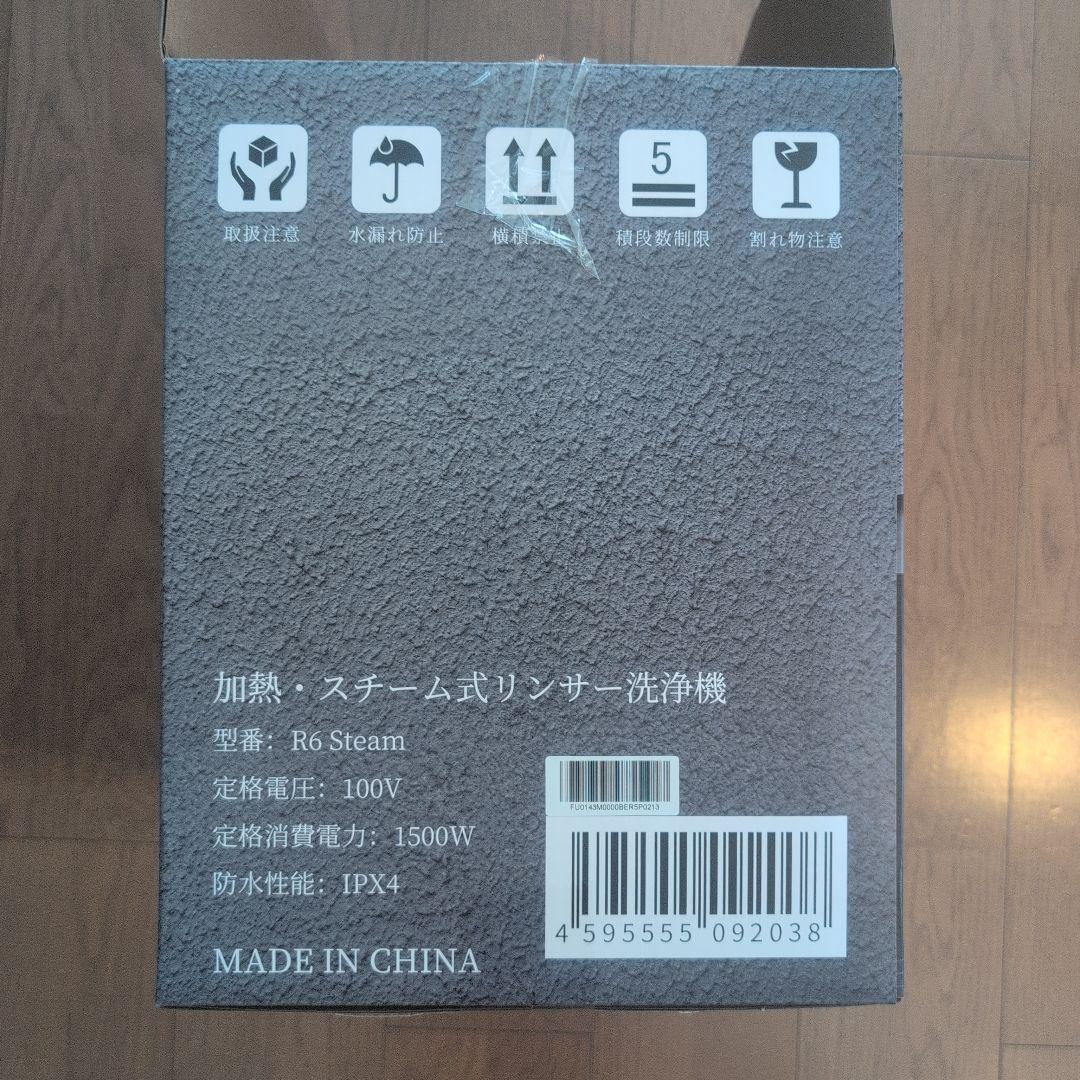 取扱注意 水漏れ防止 横積禁止 5 積段数制限 割れ物注意
加熱・スチーム式リンサー洗浄機
型番：R6 Steam
定格電圧：100V
定格消費電力：1500W
防水性能：IPX4
MADE IN CHINA
FU0143M0000BER5P0213
4 595555 092038